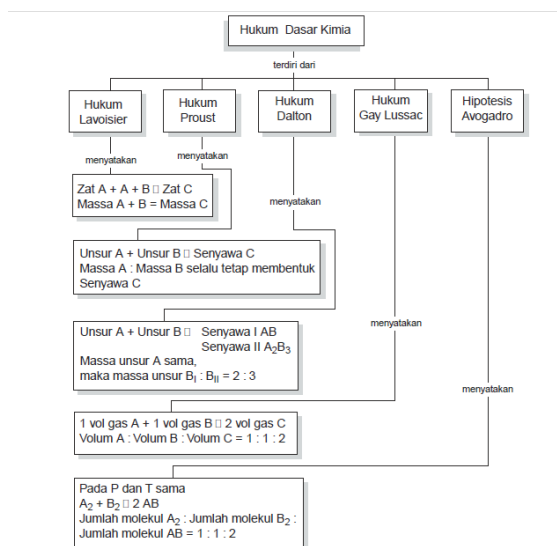 Hukum Dasar Kimia
terdiri dari
Hukum
Lavoisier
Hukum
Proust
Hukum
Dalton
Hukum
Gay Lussac
Hipotesis
Avogadro
menyatakan
menyatakan
menyatakan
menyatakan
menyatakan
Zat A + A + B □ Zat C
Massa A + B = Massa C
Unsur A + Unsur B □ Senyawa C
Massa A : Massa B selalu tetap membentuk
Senyawa C
Unsur A + Unsur B □ Senyawa I AB
Senyawa II A₂B₃
Massa unsur A sama,
maka massa unsur B_I : B_II = 2 : 3
1 vol gas A + 1 vol gas B □ 2 vol gas C
Volum A : Volum B : Volum C = 1 : 1 : 2
Pada P dan T sama
A₂ + B₂ □ 2 AB
Jumlah molekul A₂ : Jumlah molekul B₂ :
Jumlah molekul AB = 1 : 1 : 2